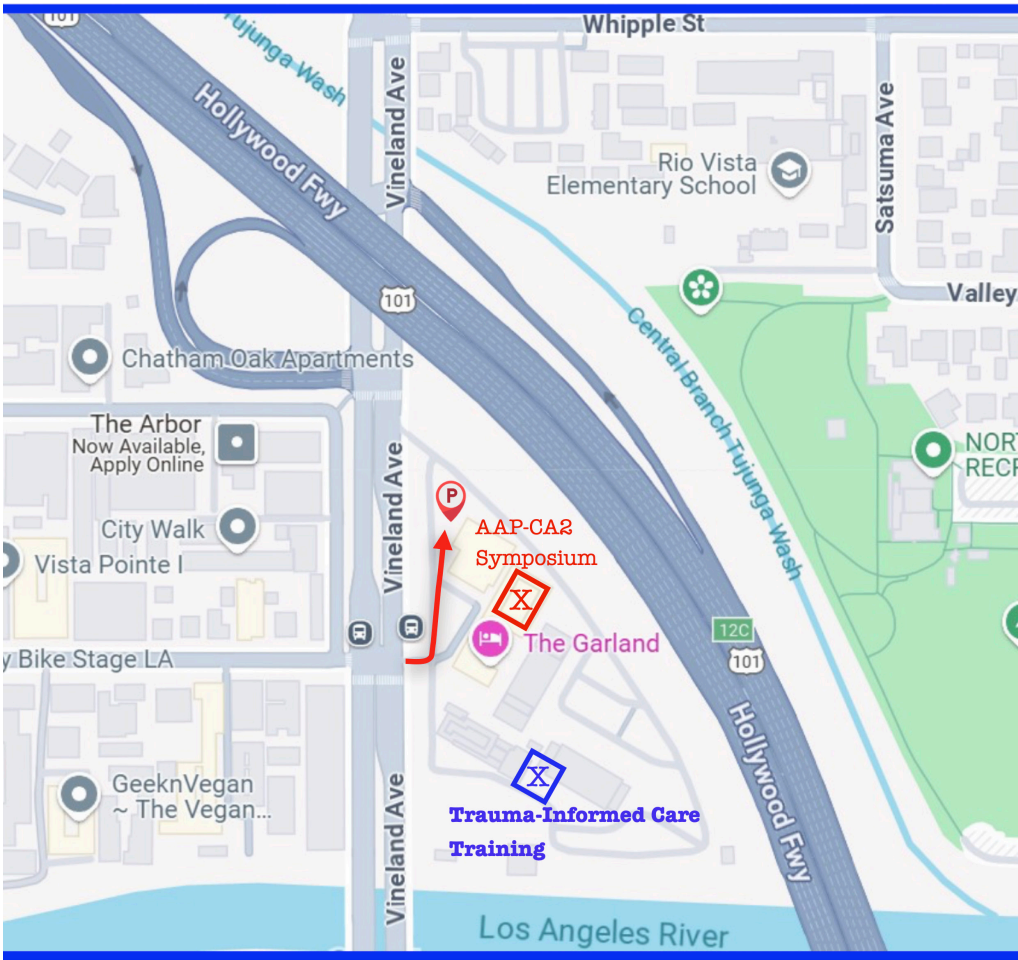 101
Tujunga Wash
Whipple St
Vineland Ave
Hollywood Fwy
Satsuma Ave
Rio Vista
Elementary School
101
Valley
Central Branch Tujunga Wash
Chatham Oak Apartments
The Arbor
Now Available,
Apply Online
Vineland Ave
NORT
RECR
P
AAP-CA2
Symposium
City Walk
Vista Pointe I
X
The Garland
12C
101
y Bike Stage LA
Hollywood Fwy
X
GeeknVegan
~ The Vegan...
Trauma-Informed Care
Training
Vineland Ave
Los Angeles River